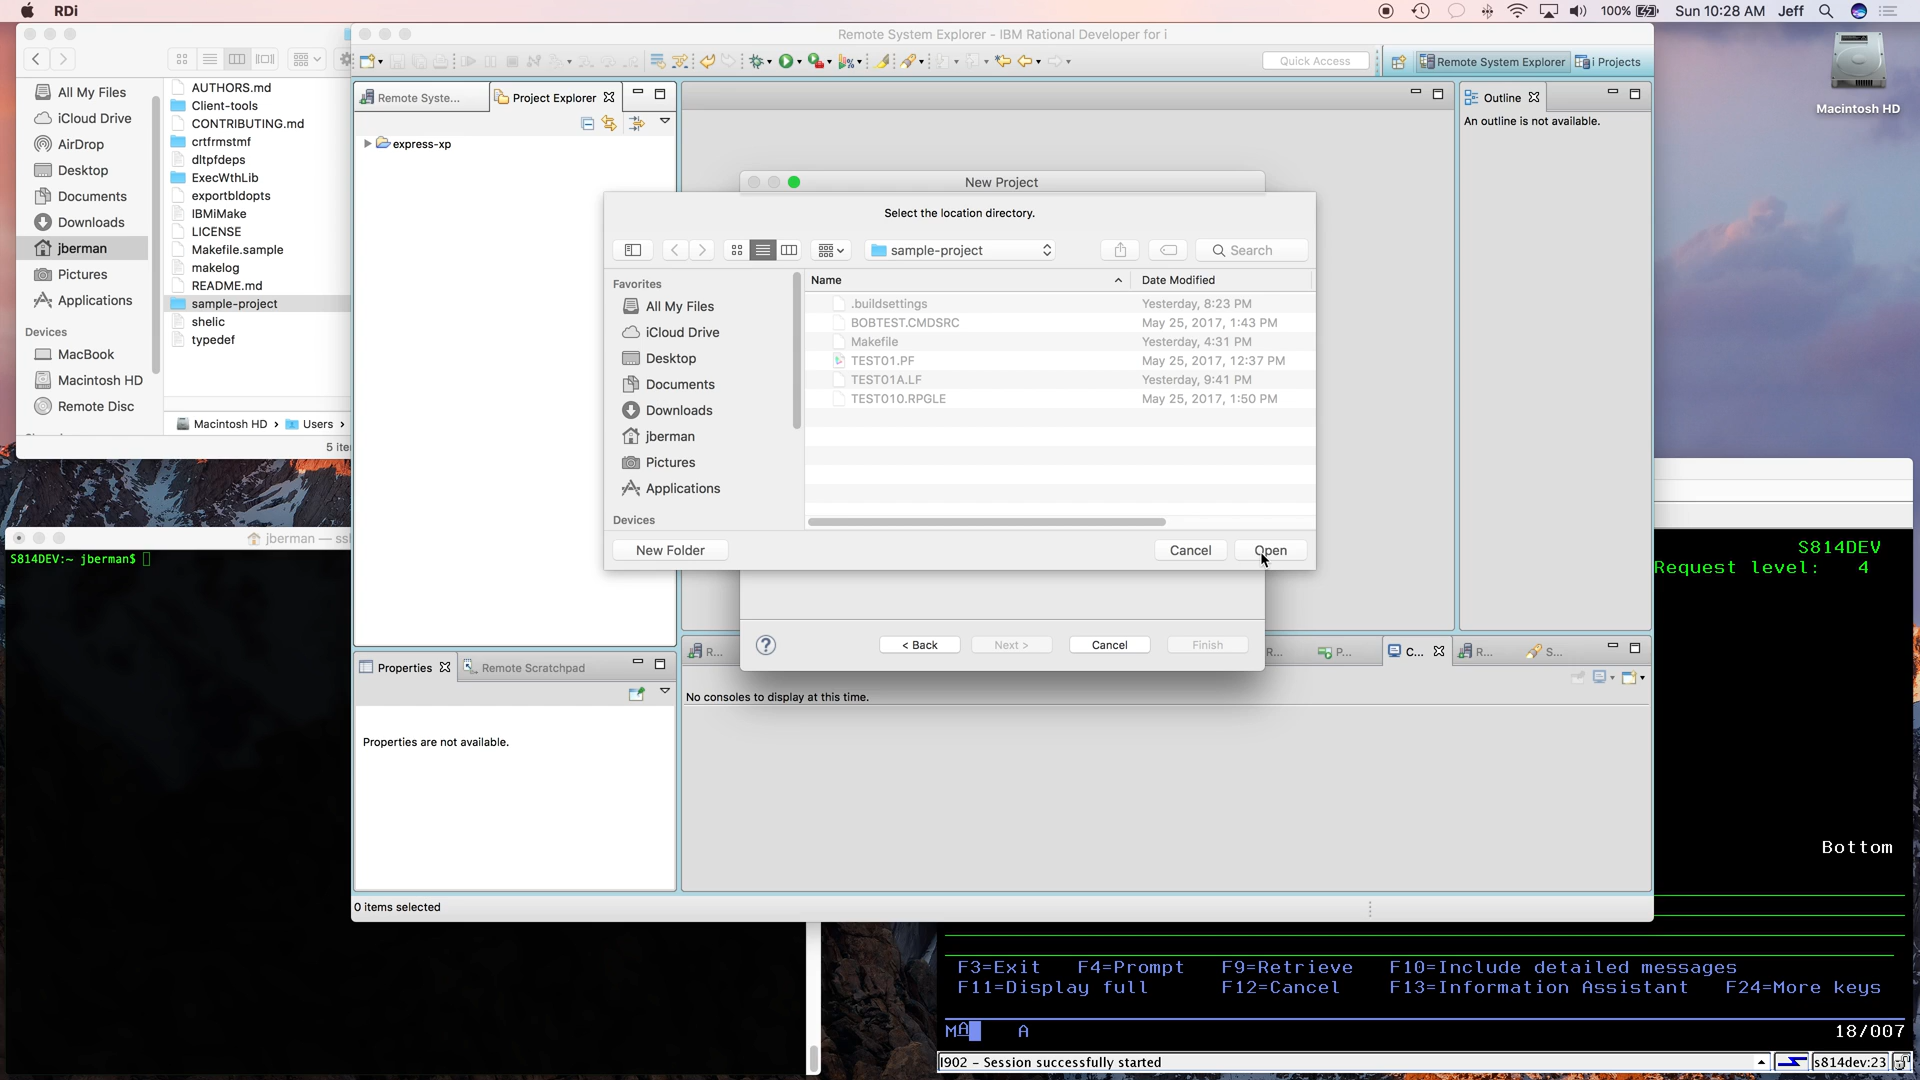 RDi
100%
Sun 10:28 AM Jeff
Remote System Explorer - IBM Rational Developer for i
Quick Access
Remote System Explorer
i Projects
Macintosh HD
All My Files
iCloud Drive
AirDrop
Desktop
Documents
Downloads
jberman
Pictures
Applications
Devices
MacBook
Macintosh HD
Remote Disc
AUTHORS.md
Client-tools
CONTRIBUTING.md
crtfrmstmf
dltpfdeps
ExecWthLib
exportbldopts
IBMiMake
LICENSE
Makefile.sample
makelog
README.md
sample-project
shelic
typedef
Macintosh HD › Users ›
5 ite
Remote Syste...
Project Explorer
express-xp
Outline
An outline is not available.
New Project
Select the location directory.
sample-project
Search
Favorites
All My Files
iCloud Drive
Desktop
Documents
Downloads
jberman
Pictures
Applications
Devices
Name Date Modified
.buildsettings Yesterday, 8:23 PM
BOBTEST.CMDSRC May 25, 2017, 1:43 PM
Makefile Yesterday, 4:31 PM
TEST01.PF May 25, 2017, 12:37 PM
TEST01A.LF Yesterday, 9:41 PM
TEST010.RPGLE May 25, 2017, 1:50 PM
New Folder
Cancel
Open
< Back
Next >
Cancel
Finish
jberman — ssl
S814DEV:~ jberman$
Properties
Remote Scratchpad
Properties are not available.
R...
R...
P...
C...
R...
S...
No consoles to display at this time.
0 items selected
S814DEV
Request level: 4
Bottom
F3=Exit F4=Prompt F9=Retrieve F10=Include detailed messages
F11=Display full F12=Cancel F13=Information Assistant F24=More keys
MA A 18/007
I902 - Session successfully started
s814dev:23